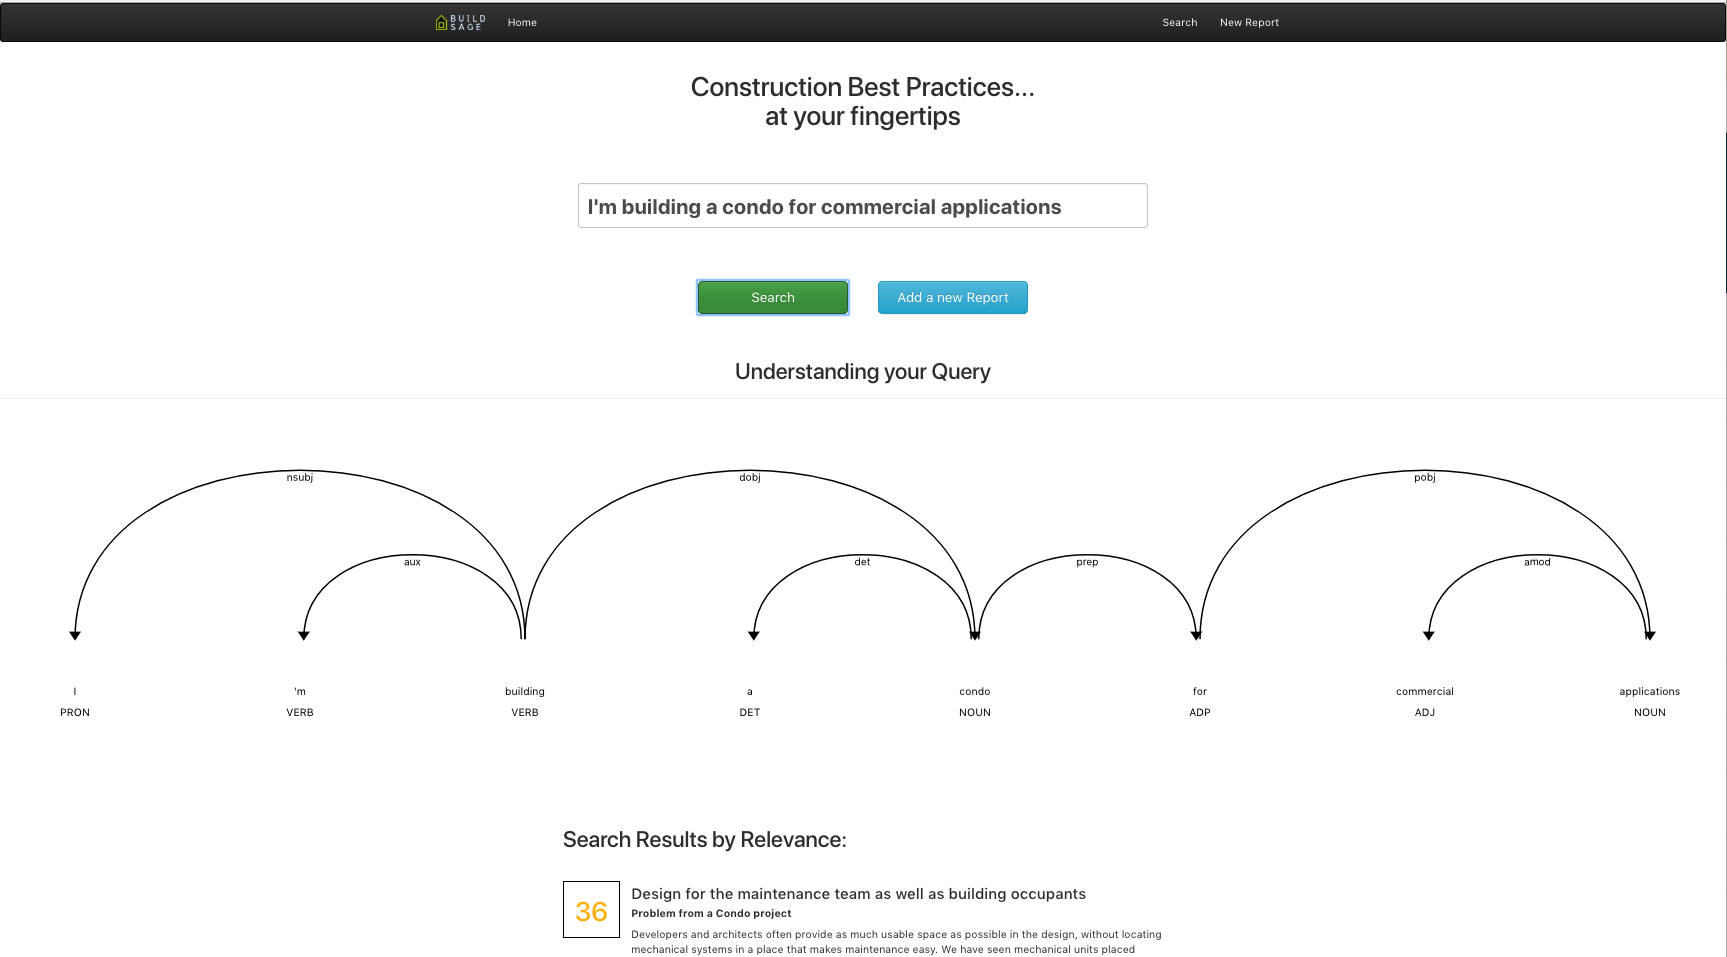 BUILD
SAGE
Home
Search
New Report
Construction Best Practices...
at your fingertips
I'm building a condo for commercial applications
Search
Add a new Report
Understanding your Query
nsubj
dobj
pobj
aux
det
prep
amod
I
'm
building
a
condo
for
commercial
applications
PRON
VERB
VERB
DET
NOUN
ADP
ADJ
NOUN
Search Results by Relevance:
36
Design for the maintenance team as well as building occupants
Problem from a Condo project
Developers and architects often provide as much usable space as possible in the design, without locating
mechanical systems in a place that makes maintenance easy. We have seen mechanical units placed